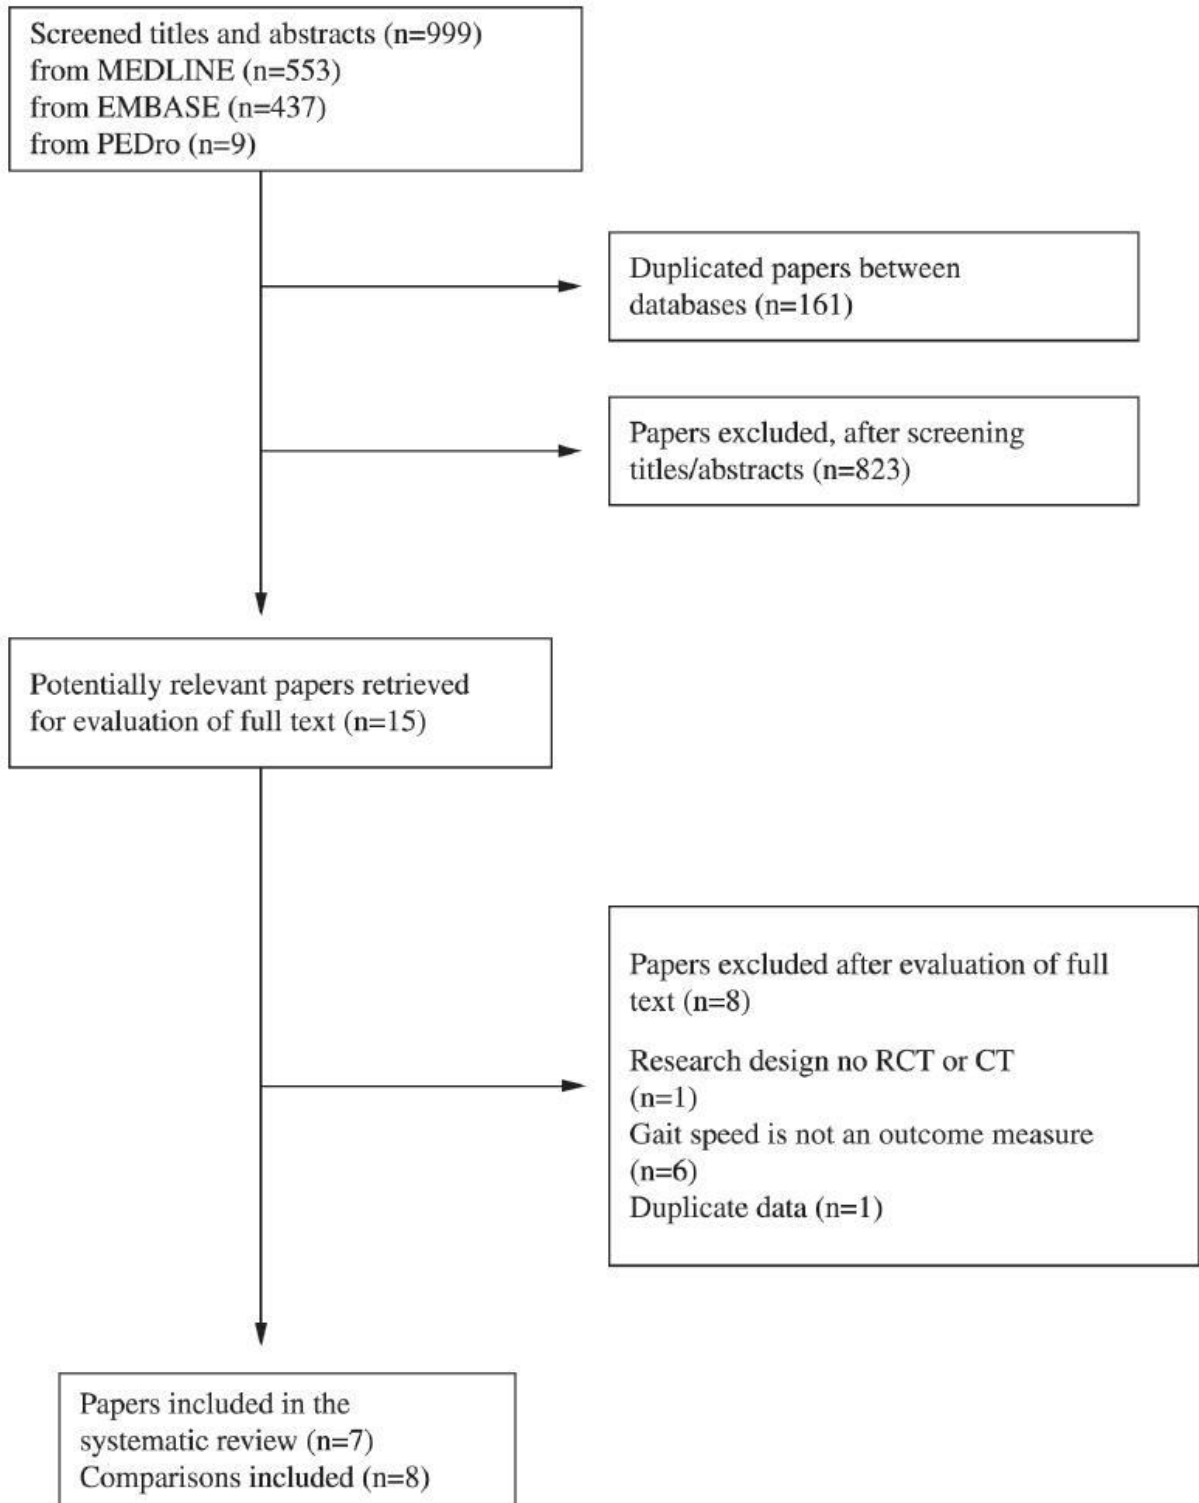 Screened titles and abstracts (n=999)
from MEDLINE (n=553)
from EMBASE (n=437)
from PEDro (n=9)
Duplicated papers between
databases (n=161)
Papers excluded, after screening
titles/abstracts (n=823)
Potentially relevant papers retrieved
for evaluation of full text (n=15)
Papers excluded after evaluation of full
text (n=8)
Research design no RCT or CT
(n=1)
Gait speed is not an outcome measure
(n=6)
Duplicate data (n=1)
Papers included in the
systematic review (n=7)
Comparisons included (n=8)